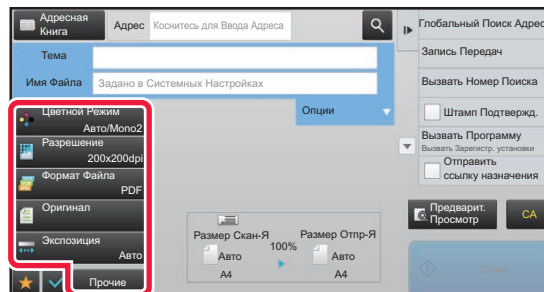 Адресная
Книга
Адрес
Коснитесь для Ввода Адреса
Тема
Имя Файла
Задано в Системных Настройках
Опции
Цветной Режим
Авто/Mono2
Разрешение
200x200dpi
Формат Файла
PDF
Оригинал
Экспозиция
Авто
Прочие
Размер Скан-Я
Авто
A4
100%
Размер Отпр-Я
Авто
A4
Глобальный Поиск Адрес
Запись Передач
Вызвать Номер Поиска
Штамп Подтвержд.
Вызвать Программу
Вызвать Зарегистр. установки
Отправить
ссылку назначения
Предварит.
Просмотр
CA
Старт